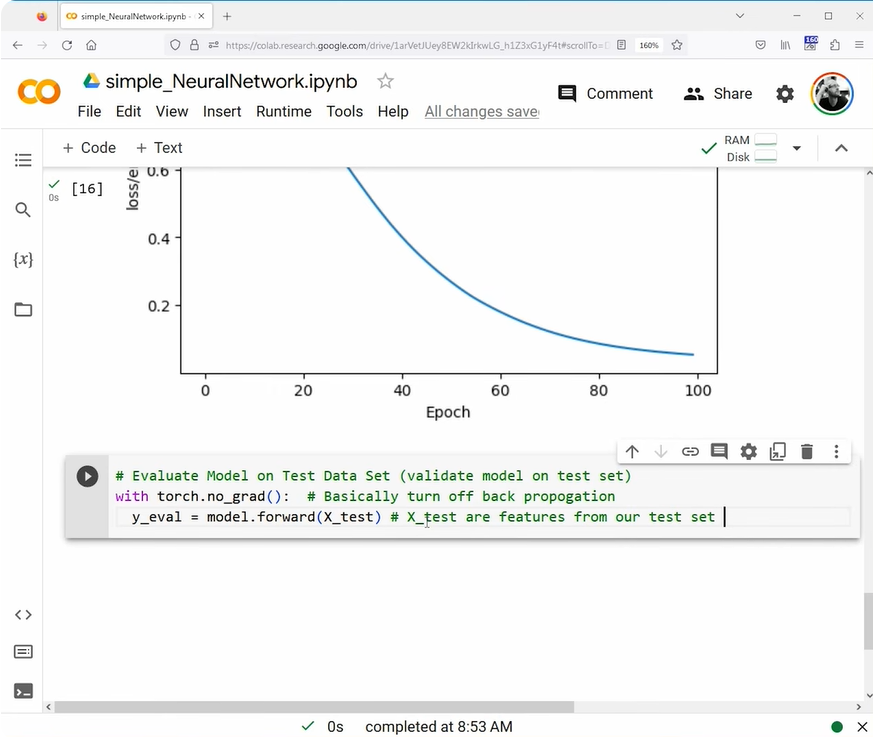 simple_NeuralNetwork.ipynb -
https://colab.research.google.com/drive/1arVetJUey8EW2kIrkwLG_h1Z3xG1yF4t#scrollTo=
160%
160
simple_NeuralNetwork.ipynb
Comment
Share
File Edit View Insert Runtime Tools Help All changes save
+ Code + Text
RAM
Disk
[16]
0s
{x}
loss/e
0.6
0.4
0.2
0 20 40 60 80 100
Epoch
# Evaluate Model on Test Data Set (validate model on test set)
with torch.no_grad():  # Basically turn off back propogation
  y_eval = model.forward(X_test) # X_test are features from our test set
0s completed at 8:53 AM